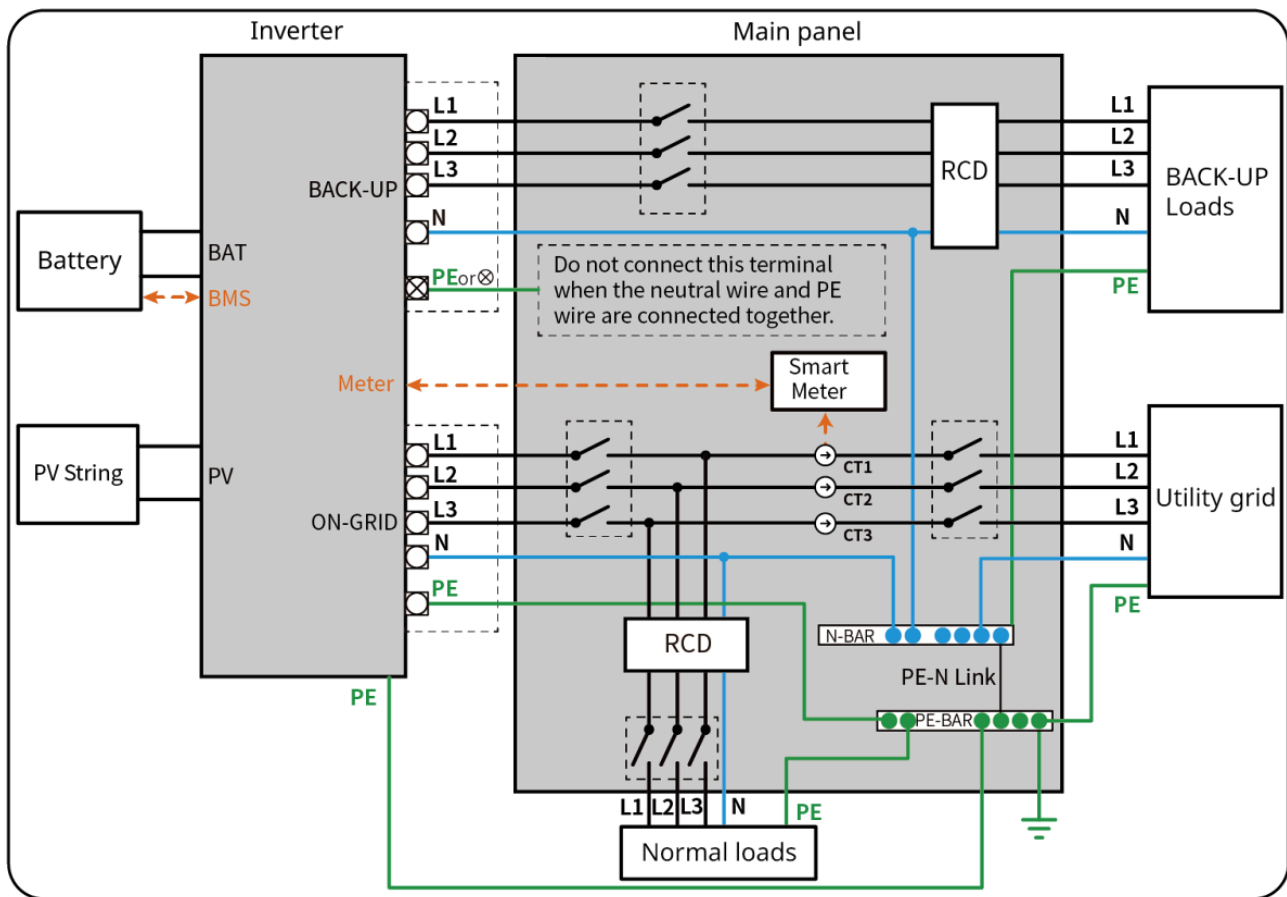 Inverter
Main panel
L1
L2
L3
BACK-UP
N
PE or ⊗
Do not connect this terminal
when the neutral wire and PE
wire are connected together.
RCD
L1
L2
L3
N
PE
BACK-UP
Loads
Battery
BAT
BMS
Meter
Smart
Meter
PV String
PV
L1
L2
L3
ON-GRID
N
PE
CT1
CT2
CT3
L1
L2
L3
N
PE
Utility grid
RCD
N-BAR
PE-N Link
PE-BAR
PE
L1 L2 L3 N PE
Normal loads